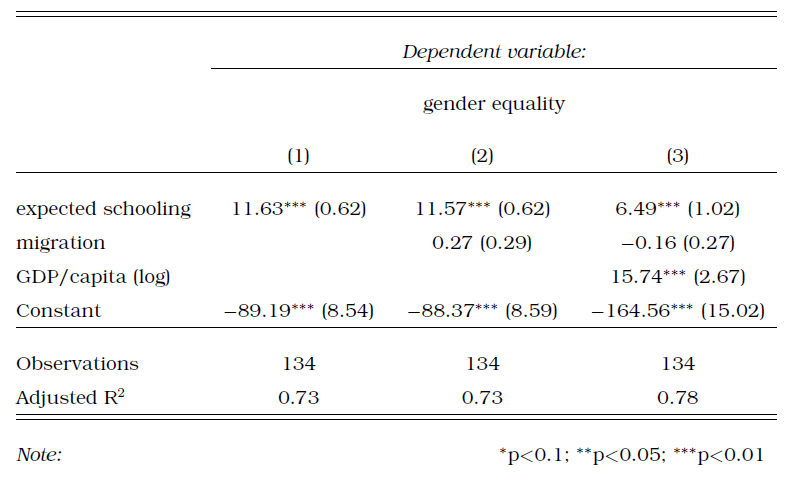 Dependent variable:
gender equality
(1) (2) (3)
expected schooling 11.63*** (0.62) 11.57*** (0.62) 6.49*** (1.02)
migration 0.27 (0.29) −0.16 (0.27)
GDP/capita (log) 15.74*** (2.67)
Constant −89.19*** (8.54) −88.37*** (8.59) −164.56*** (15.02)
Observations 134 134 134
Adjusted R² 0.73 0.73 0.78
Note: *p<0.1; **p<0.05; ***p<0.01